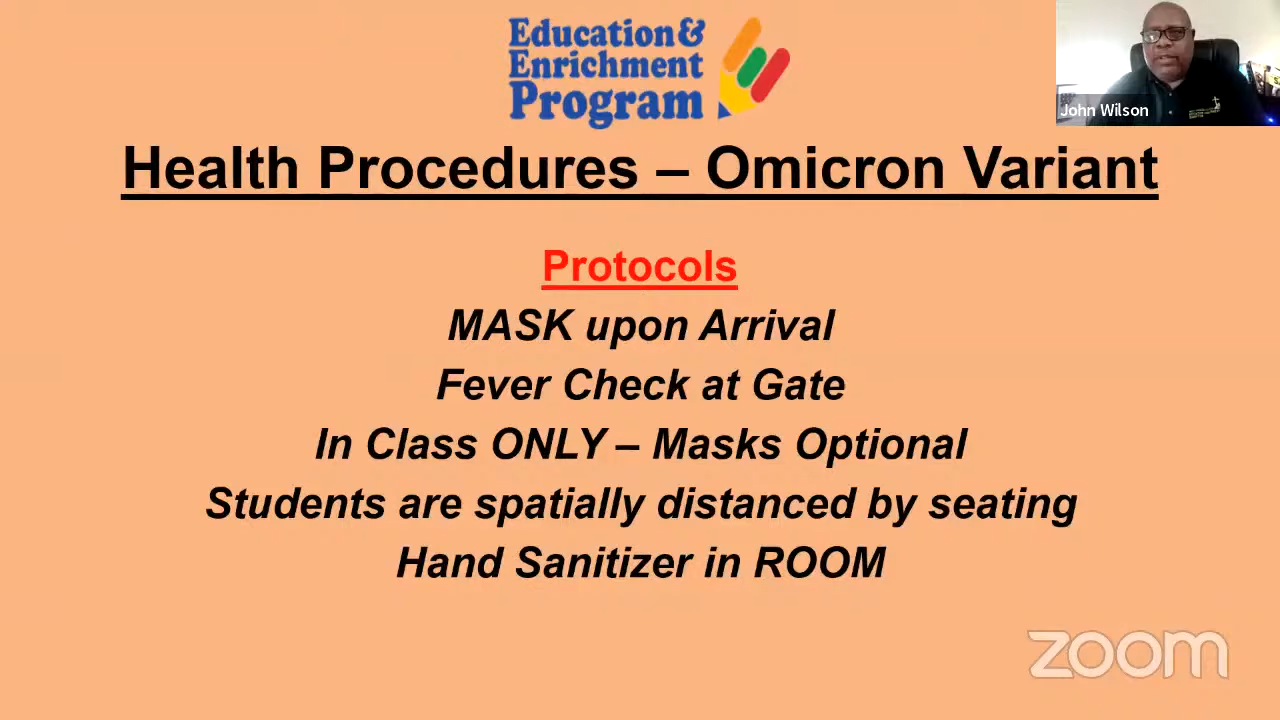 Education&
Enrichment
Program
John Wilson
Health Procedures – Omicron Variant
Protocols
MASK upon Arrival
Fever Check at Gate
In Class ONLY – Masks Optional
Students are spatially distanced by seating
Hand Sanitizer in ROOM
zoom